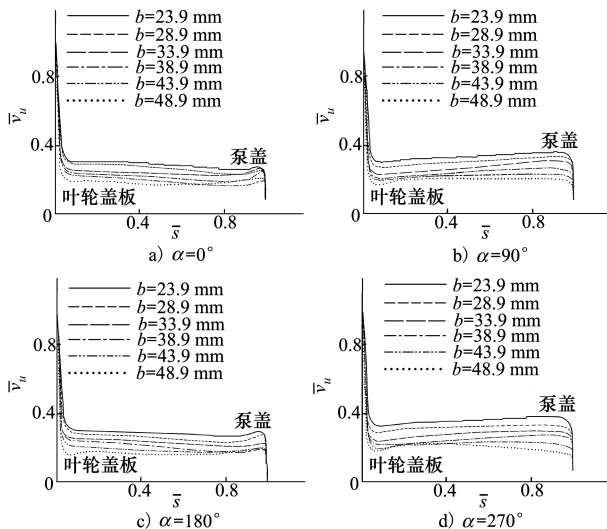 b=23.9 mm
b=28.9 mm
b=33.9 mm
b=38.9 mm
b=43.9 mm
b=48.9 mm
0.8
v̄u
0.4
泵盖
叶轮盖板
0
0.4
0.8
s̄
a) α=0°
b=23.9 mm
b=28.9 mm
b=33.9 mm
b=38.9 mm
b=43.9 mm
b=48.9 mm
0.8
v̄u
0.4
泵盖
叶轮盖板
0
0.4
0.8
s̄
b) α=90°
b=23.9 mm
b=28.9 mm
b=33.9 mm
b=38.9 mm
b=43.9 mm
b=48.9 mm
0.8
v̄u
0.4
泵盖
叶轮盖板
0
0.4
0.8
s̄
c) α=180°
b=23.9 mm
b=28.9 mm
b=33.9 mm
b=38.9 mm
b=43.9 mm
b=48.9 mm
0.8
v̄u
0.4
泵盖
叶轮盖板
0
0.4
0.8
s̄
d) α=270°